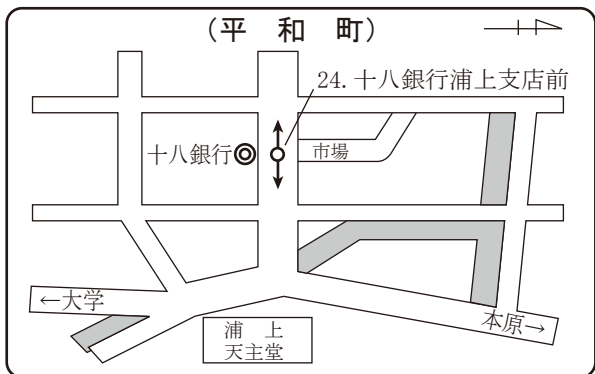 (平和町)
24.十八銀行浦上支店前
十八銀行
市場
←大学
本原→
浦上
天主堂